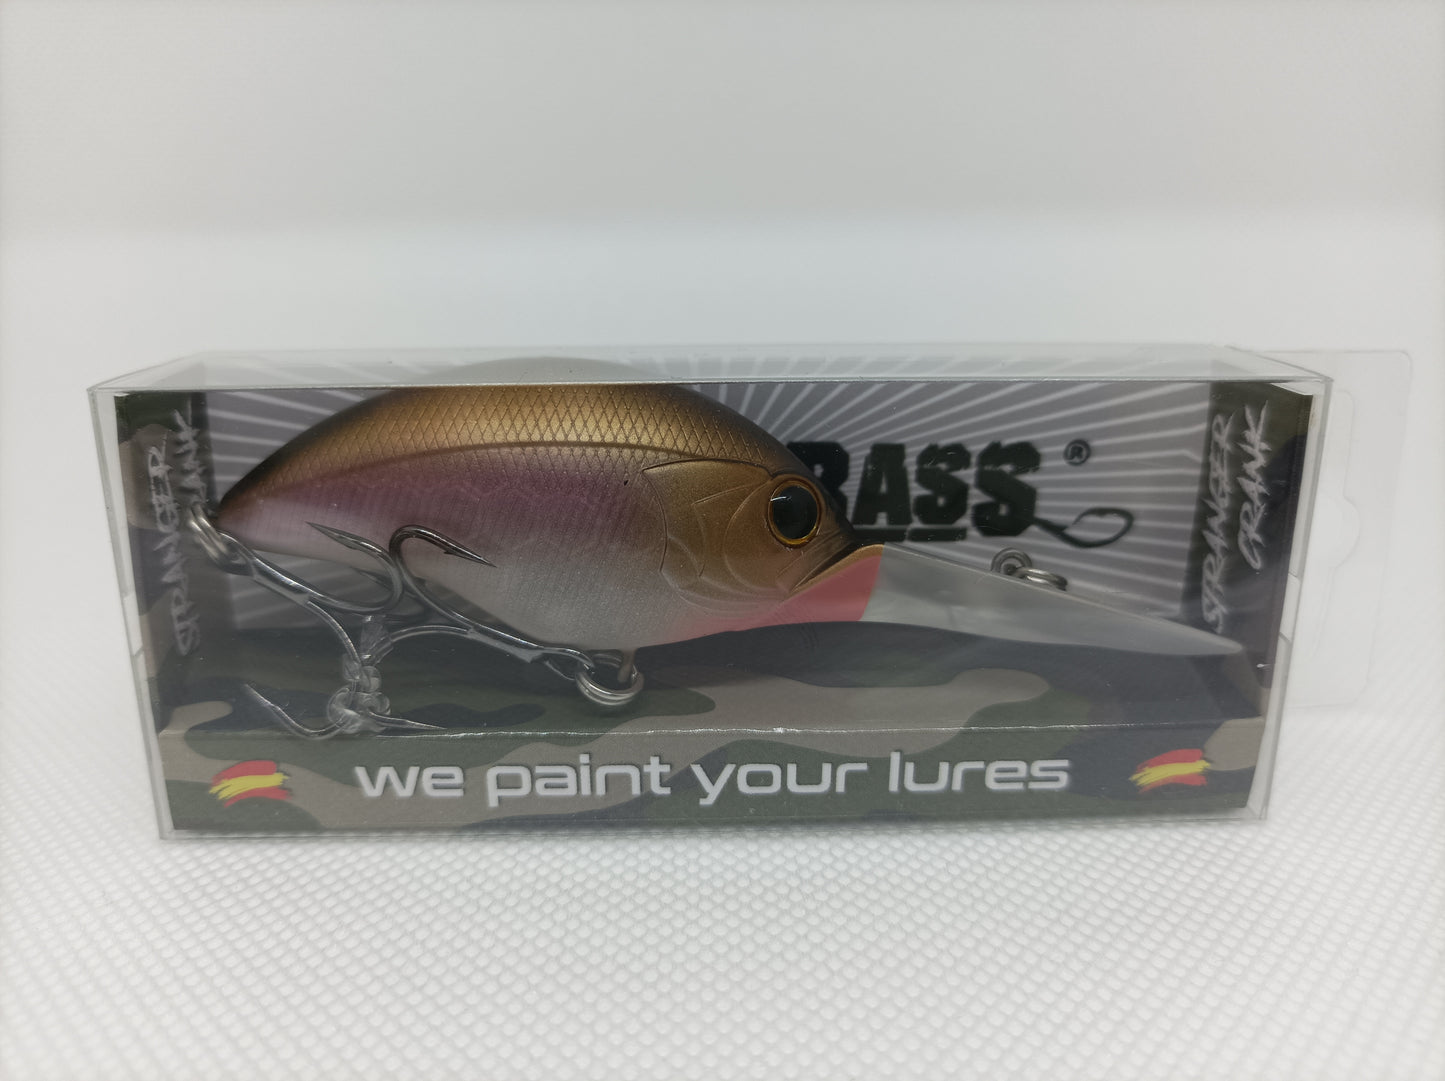 STRANGER
CRANK
BASS®
STRANGER
CRANK
we paint your lures